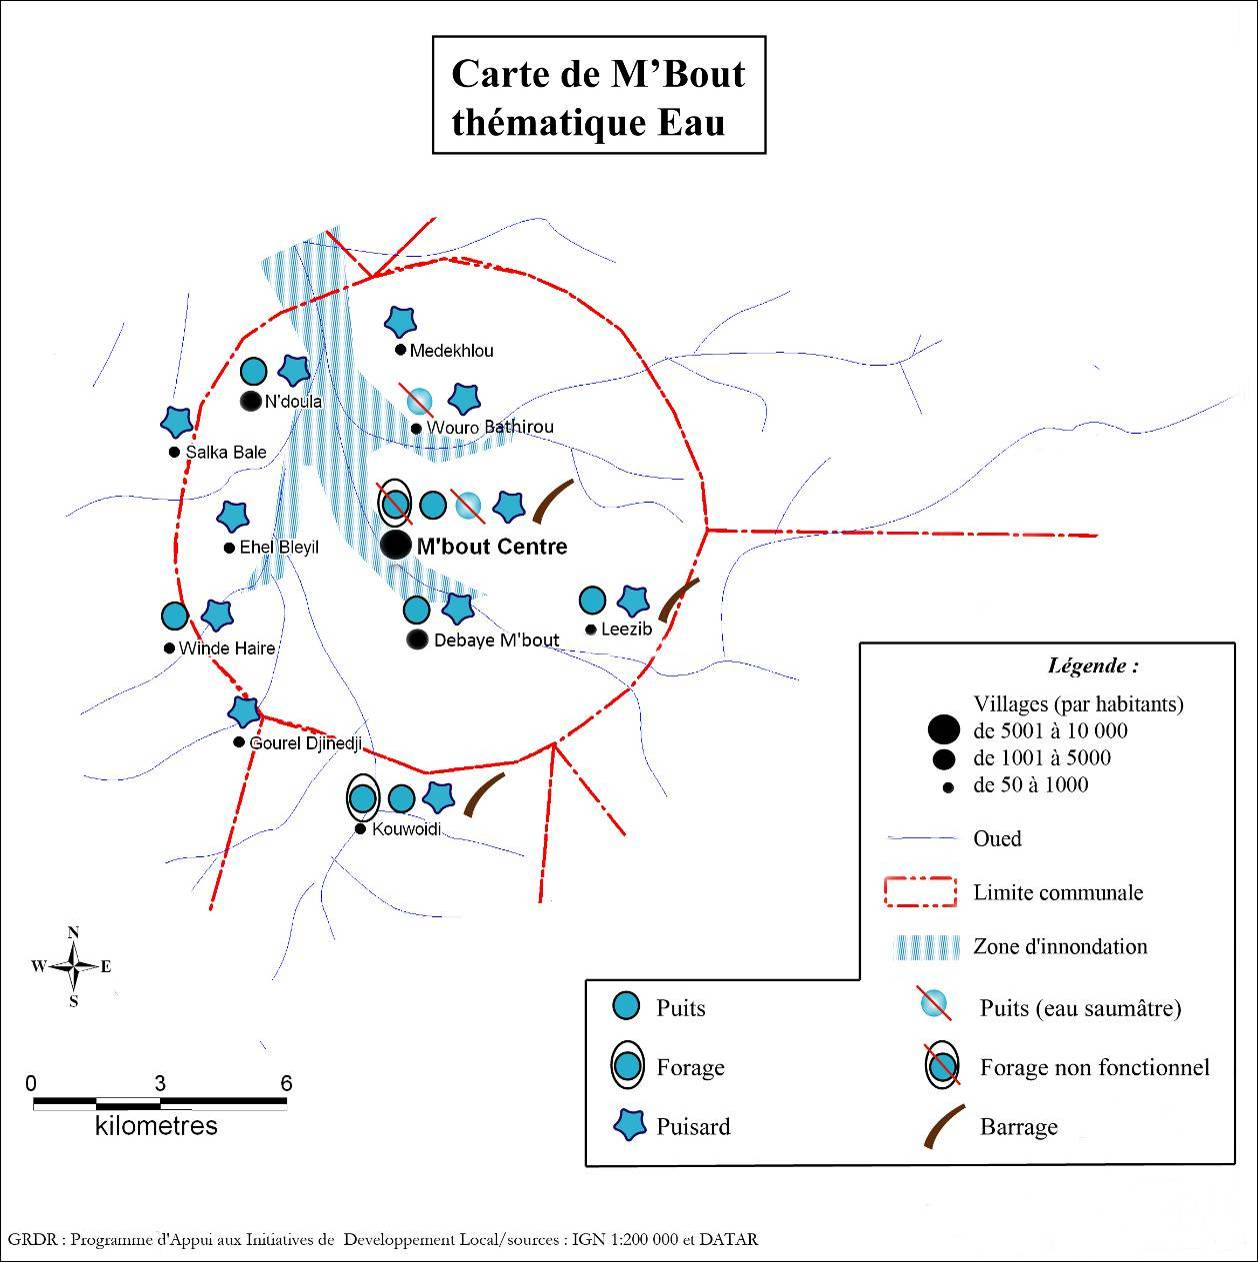 Carte de M’Bout
thématique Eau
Medekhlou
N'doula
Wouro Bathirou
Salka Bale
M'bout Centre
Ehel Bleyil
Leezib
Debaye M'bout
Winde Haire
Gourel Djinedji
Kouwoidi
Légende :
Villages (par habitants)
de 5001 à 10 000
de 1001 à 5000
de 50 à 1000
Oued
Limite communale
Zone d'innondation
Puits
Puits (eau saumâtre)
Forage
Forage non fonctionnel
Puisard
Barrage
N
W E
S
0 3 6
kilometres
GRDR : Programme d'Appui aux Initiatives de Developpement Local/sources : IGN 1:200 000 et DATAR